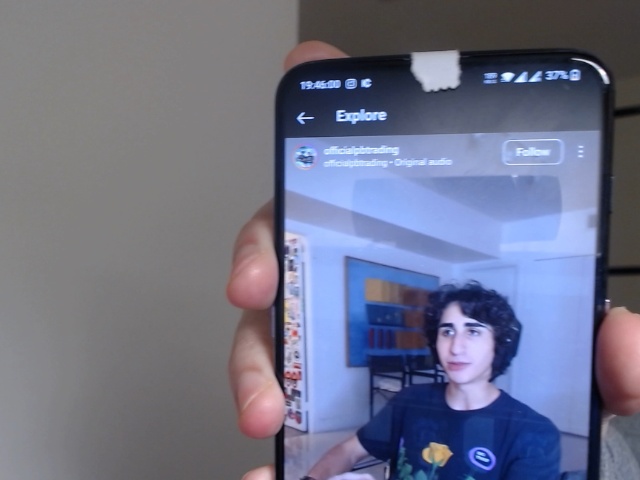 19:46:00
37%
Explore
officialpbtrading
Follow
officialpbtrading • Original audio